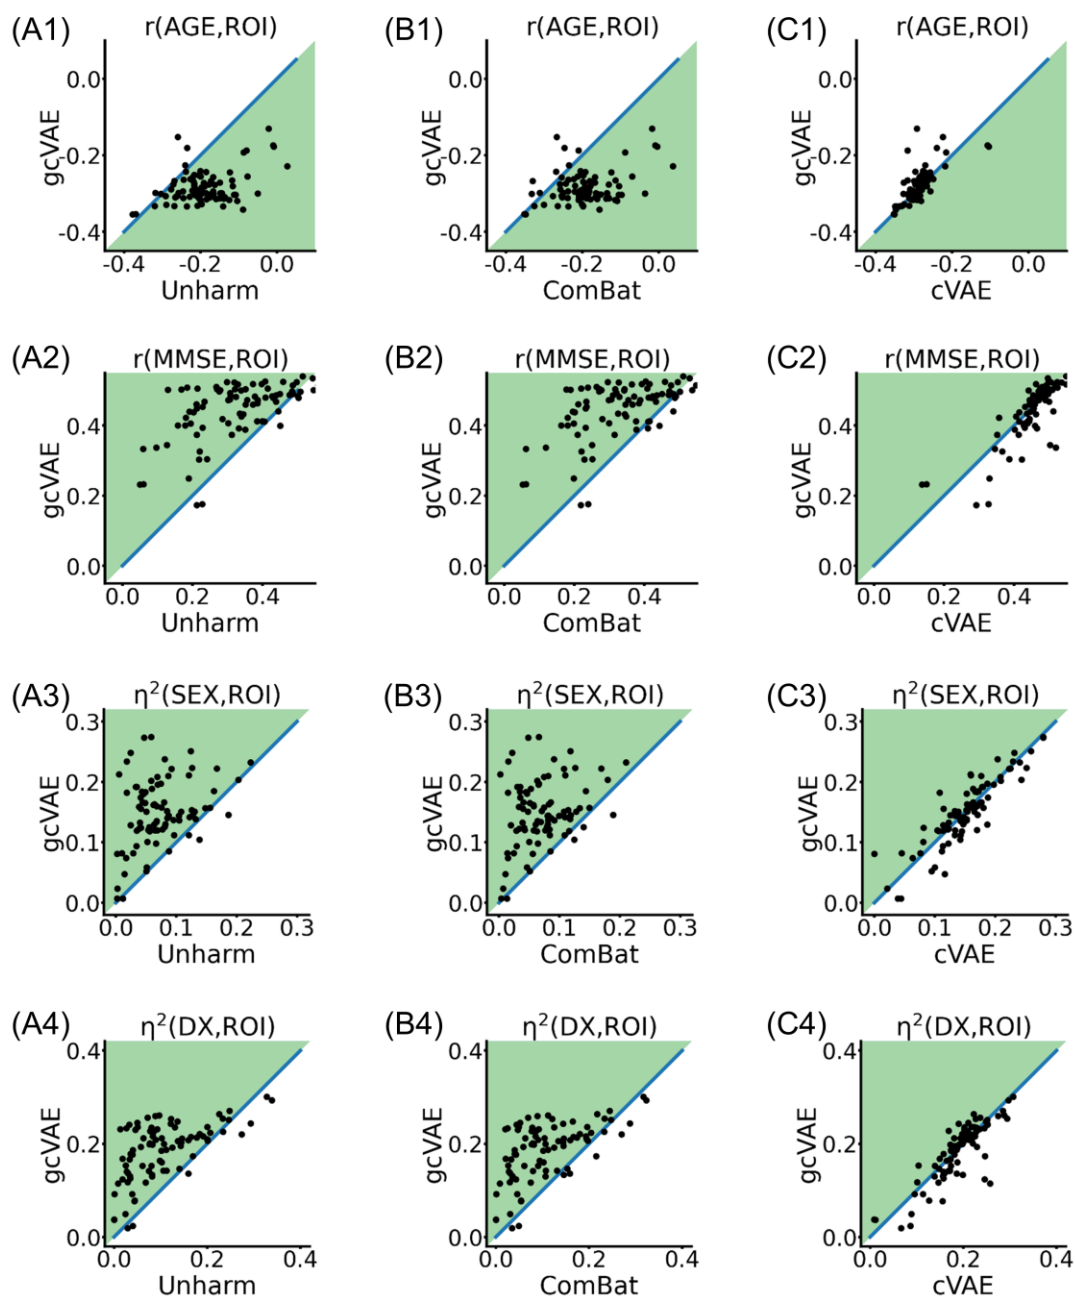 (A1) r(AGE,ROI)
gcVAE
0.0
-0.2
-0.4
-0.4 -0.2 0.0
Unharm
(B1) r(AGE,ROI)
gcVAE
0.0
-0.2
-0.4
-0.4 -0.2 0.0
ComBat
(C1) r(AGE,ROI)
gcVAE
0.0
-0.2
-0.4
-0.4 -0.2 0.0
cVAE
(A2) r(MMSE,ROI)
gcVAE
0.4
0.2
0.0
0.0 0.2 0.4
Unharm
(B2) r(MMSE,ROI)
gcVAE
0.4
0.2
0.0
0.0 0.2 0.4
ComBat
(C2) r(MMSE,ROI)
gcVAE
0.4
0.2
0.0
0.0 0.2 0.4
cVAE
(A3) η²(SEX,ROI)
gcVAE
0.3
0.2
0.1
0.0
0.0 0.1 0.2 0.3
Unharm
(B3) η²(SEX,ROI)
gcVAE
0.3
0.2
0.1
0.0
0.0 0.1 0.2 0.3
ComBat
(C3) η²(SEX,ROI)
gcVAE
0.3
0.2
0.1
0.0
0.0 0.1 0.2 0.3
cVAE
(A4) η²(DX,ROI)
gcVAE
0.4
0.2
0.0
0.0 0.2 0.4
Unharm
(B4) η²(DX,ROI)
gcVAE
0.4
0.2
0.0
0.0 0.2 0.4
ComBat
(C4) η²(DX,ROI)
gcVAE
0.4
0.2
0.0
0.0 0.2 0.4
cVAE